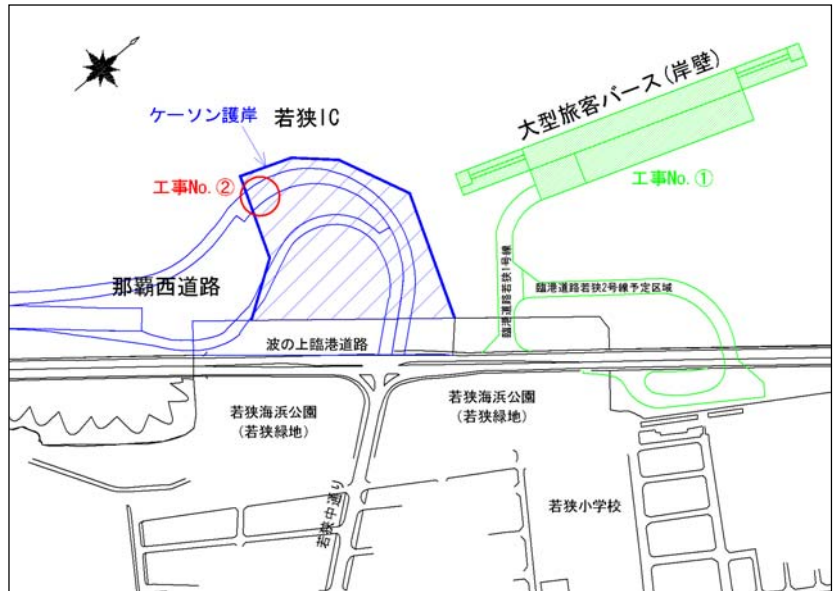 ケーソン護岸
若狭IC
大型旅客バース(岸壁)
工事No. ②
工事No. ①
那覇西道路
臨港道路若狭1号線
臨港道路若狭2号線予定区域
波の上臨港道路
若狭海浜公園
(若狭緑地)
若狭海浜公園
(若狭緑地)
若狭中通り
若狭小学校